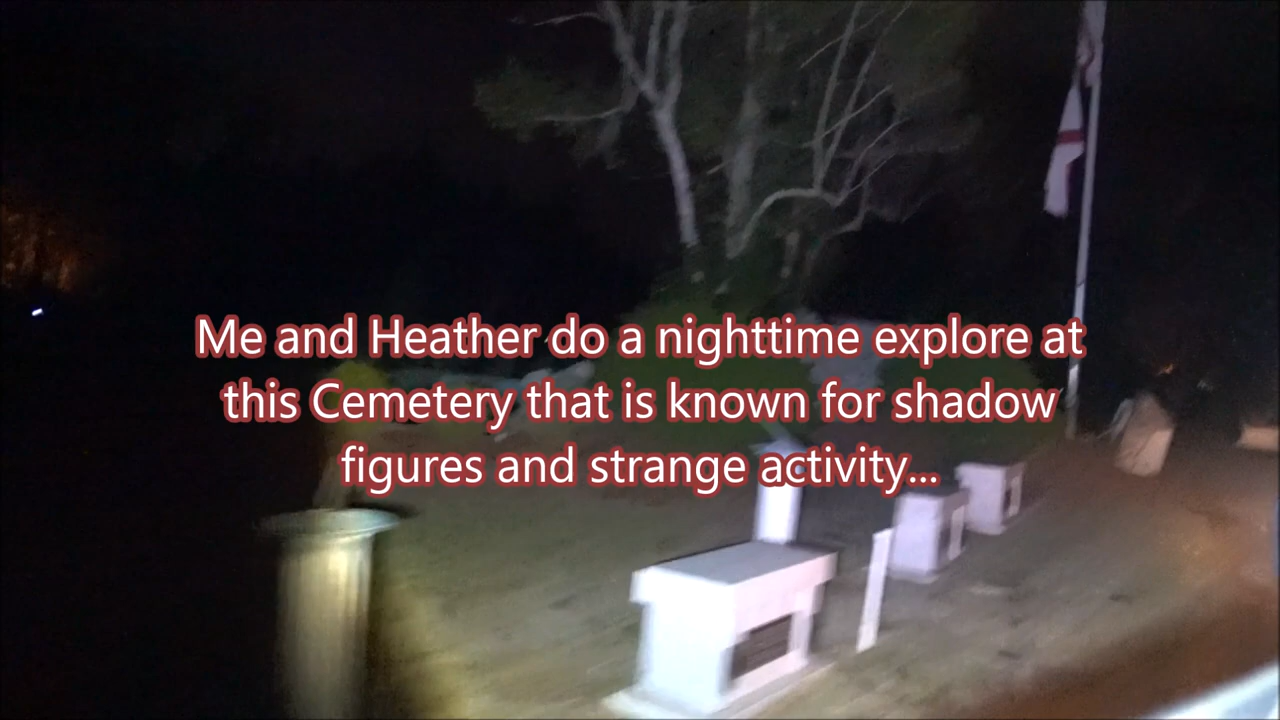 Me and Heather do a nighttime explore at
this Cemetery that is known for shadow
figures and strange activity...